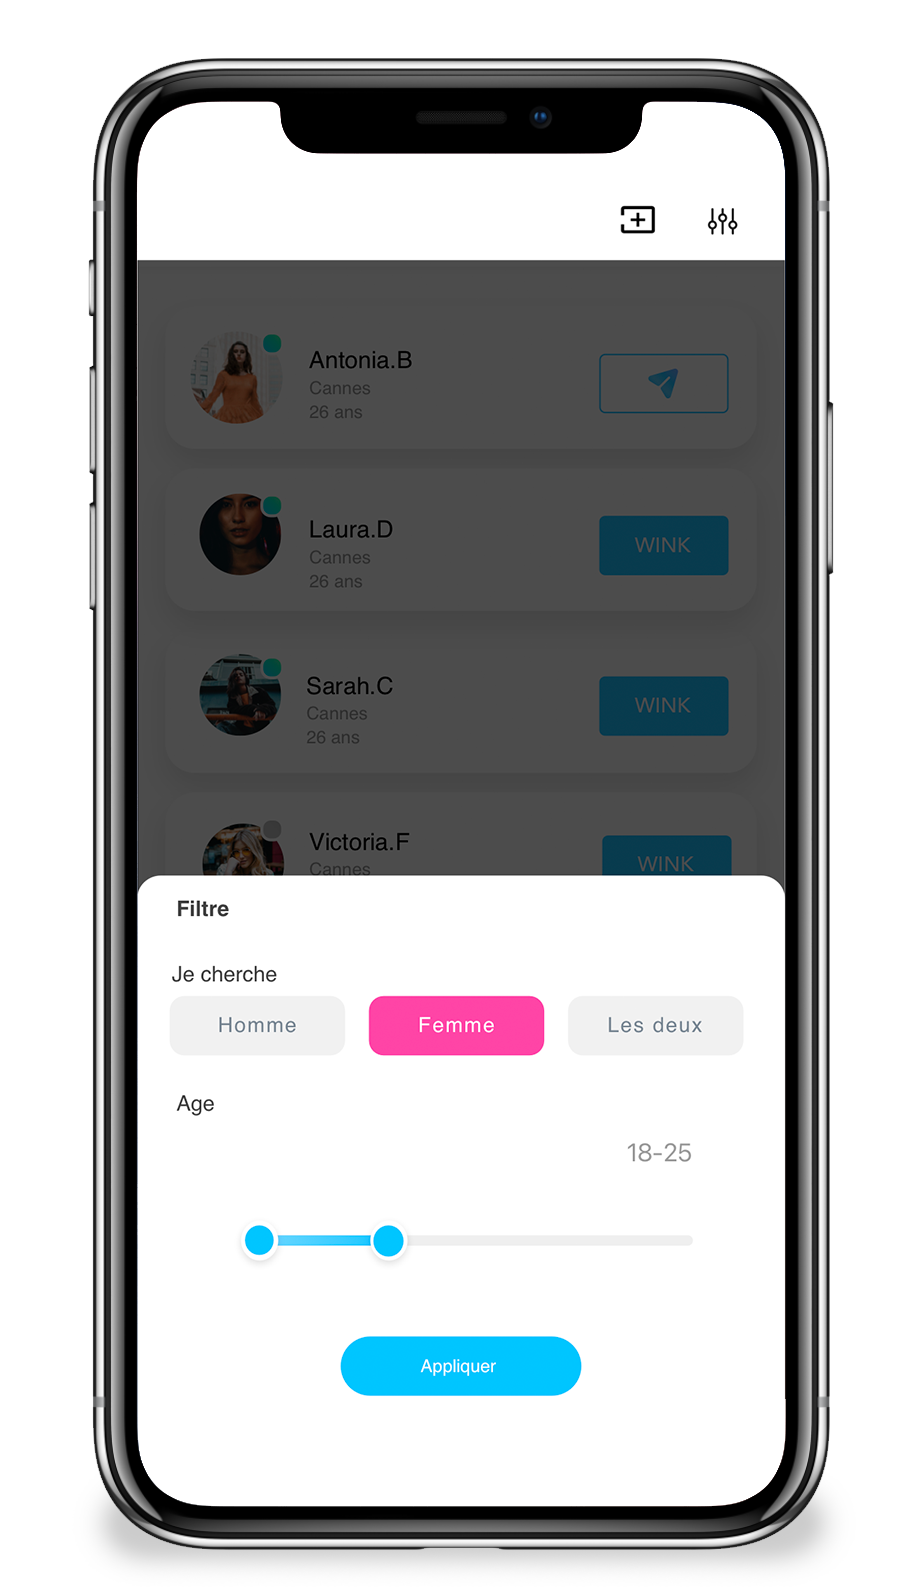 Antonia.B
Cannes
26 ans
Laura.D
Cannes
26 ans
WINK
Sarah.C
Cannes
26 ans
WINK
Victoria.F
Cannes
WINK
Filtre
Je cherche
Homme
Femme
Les deux
Age
18-25
Appliquer